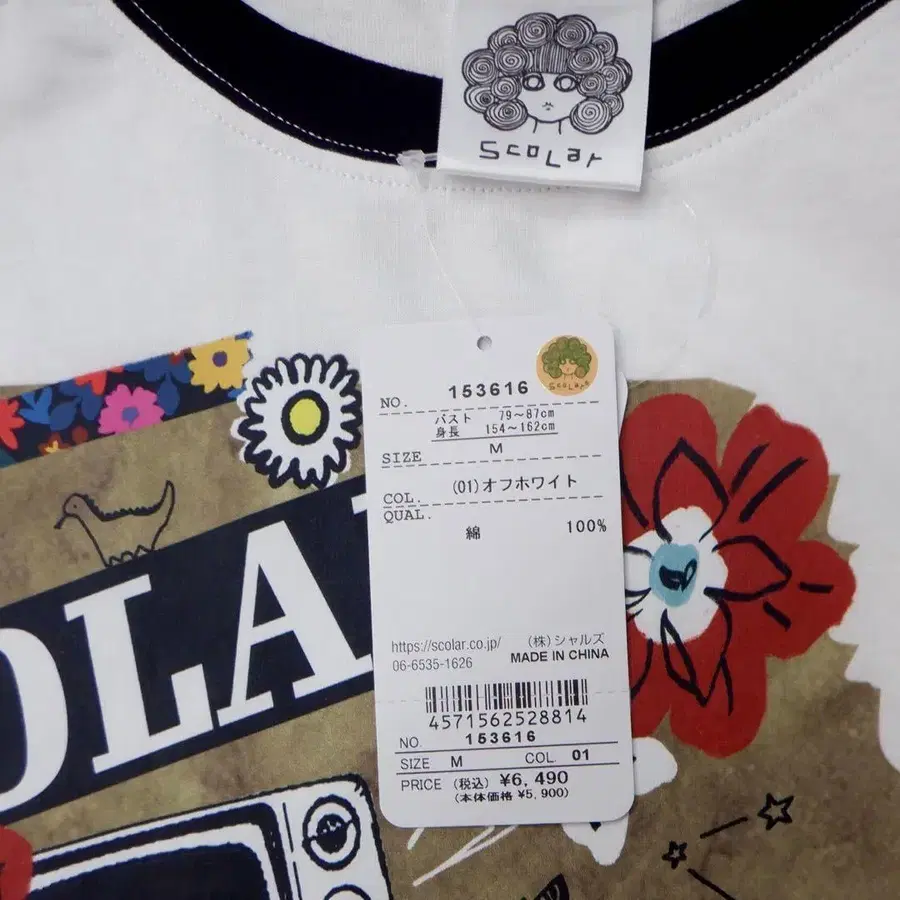 ScoLar
ScoLar
NO. 153616
バスト 79〜87cm
身長 154〜162cm
SIZE M
COL. (01)オフホワイト
QUAL.
綿 100%
OLA
https://scolar.co.jp/ (株)シャルズ
06-6535-1626 MADE IN CHINA
4571562528814
NO. 153616
SIZE M COL. 01
PRICE (税込) ¥6,490
(本体価格 ¥5,900)